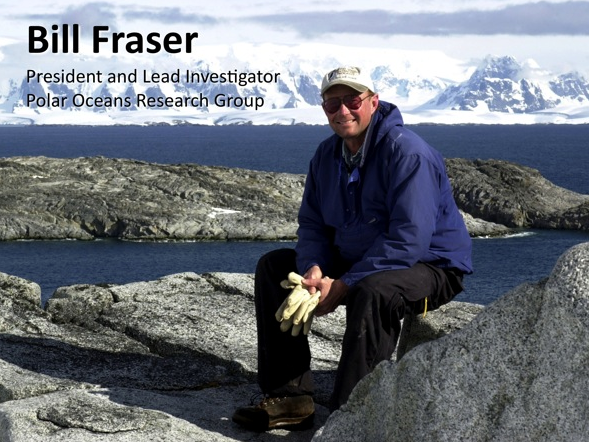 Bill Fraser
President and Lead Investigator
Polar Oceans Research Group